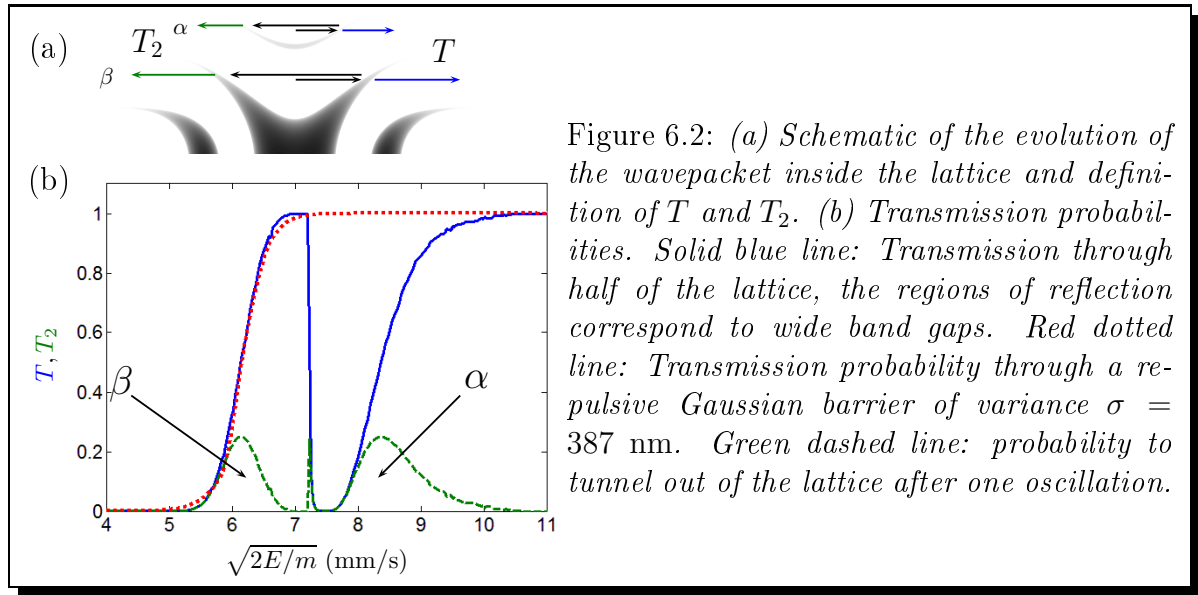 (a)
α
T₂
T
β
(b)
1
0.8
0.6
0.4
0.2
0
T, T₂
β
α
4 5 6 7 8 9 10 11
√2E/m (mm/s)
Figure 6.2: (a) Schematic of the evolution of
the wavepacket inside the lattice and defini-
tion of T and T₂. (b) Transmission probabil-
ities. Solid blue line: Transmission through
half of the lattice, the regions of reflection
correspond to wide band gaps. Red dotted
line: Transmission probability through a re-
pulsive Gaussian barrier of variance σ =
387 nm. Green dashed line: probability to
tunnel out of the lattice after one oscillation.